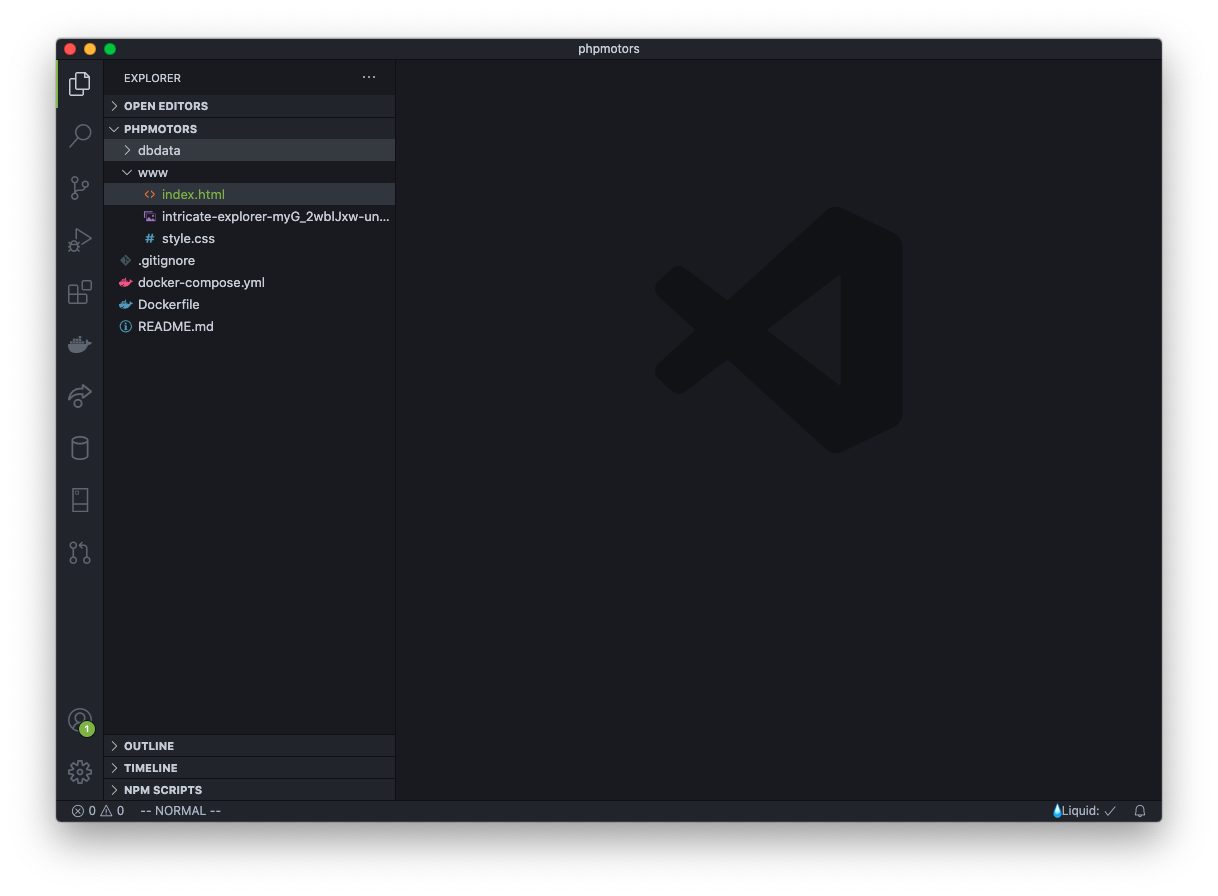 phpmotors
EXPLORER
OPEN EDITORS
PHPMOTORS
dbdata
www
index.html
intricate-explorer-myG_2wblJxw-un...
style.css
.gitignore
docker-compose.yml
Dockerfile
README.md
1
OUTLINE
TIMELINE
NPM SCRIPTS
0 0 -- NORMAL --
Liquid: